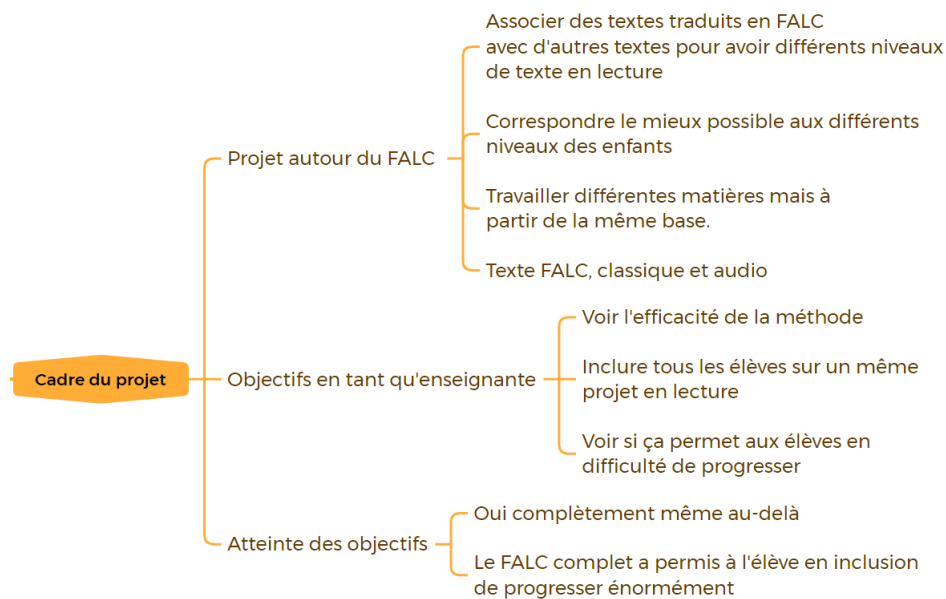 Cadre du projet
Projet autour du FALC
Associer des textes traduits en FALC
avec d'autres textes pour avoir différents niveaux
de texte en lecture
Correspondre le mieux possible aux différents
niveaux des enfants
Travailler différentes matières mais à
partir de la même base.
Texte FALC, classique et audio
Objectifs en tant qu'enseignante
Voir l'efficacité de la méthode
Inclure tous les élèves sur un même
projet en lecture
Voir si ça permet aux élèves en
difficulté de progresser
Atteinte des objectifs
Oui complètement même au-delà
Le FALC complet a permis à l'élève en inclusion
de progresser énormément